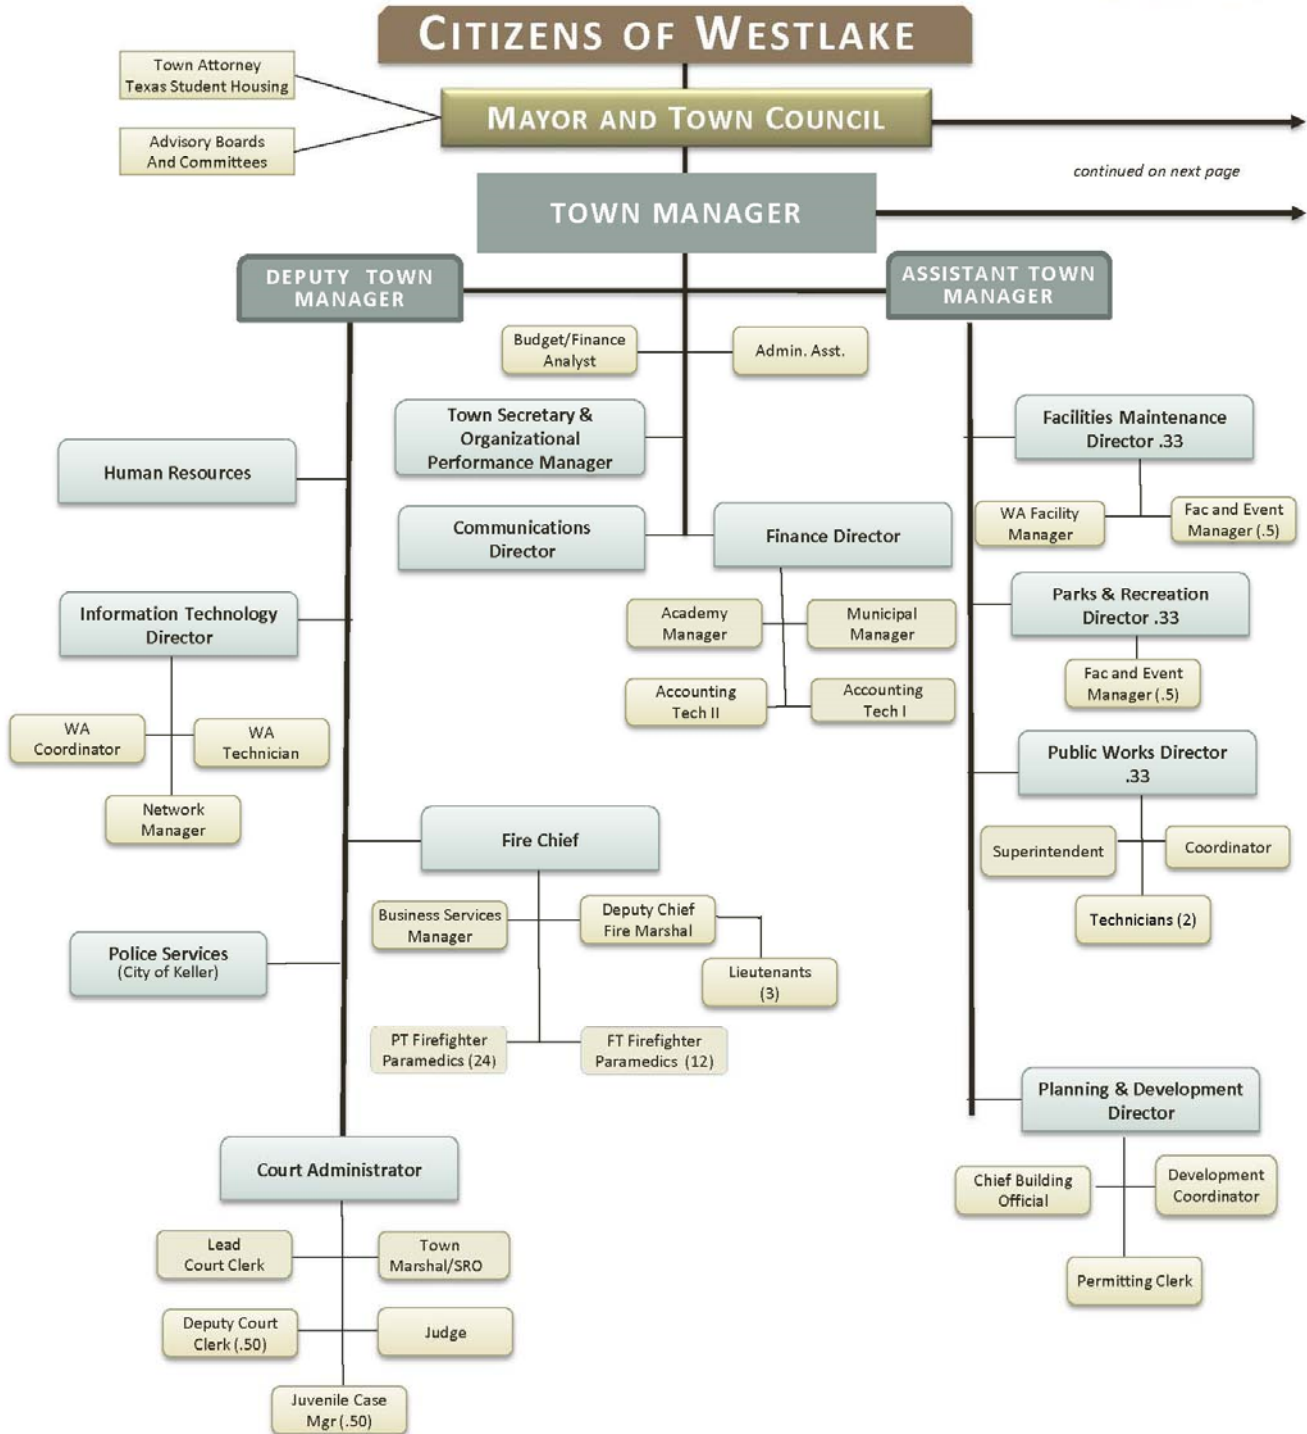 CITIZENS OF WESTLAKE
Town Attorney
Texas Student Housing
Advisory Boards
And Committees
MAYOR AND TOWN COUNCIL
continued on next page
TOWN MANAGER
DEPUTY TOWN
MANAGER
ASSISTANT TOWN
MANAGER
Budget/Finance
Analyst
Admin. Asst.
Town Secretary &
Organizational
Performance Manager
Communications
Director
Finance Director
Academy
Manager
Municipal
Manager
Accounting
Tech II
Accounting
Tech I
Human Resources
Information Technology
Director
WA
Coordinator
WA
Technician
Network
Manager
Fire Chief
Business Services
Manager
Deputy Chief
Fire Marshal
Lieutenants
(3)
PT Firefighter
Paramedics (24)
FT Firefighter
Paramedics (12)
Police Services
(City of Keller)
Court Administrator
Lead
Court Clerk
Town
Marshal/SRO
Deputy Court
Clerk (.50)
Judge
Juvenile Case
Mgr (.50)
Facilities Maintenance
Director .33
WA Facility
Manager
Fac and Event
Manager (.5)
Parks & Recreation
Director .33
Fac and Event
Manager (.5)
Public Works Director
.33
Superintendent
Coordinator
Technicians (2)
Planning & Development
Director
Chief Building
Official
Development
Coordinator
Permitting Clerk